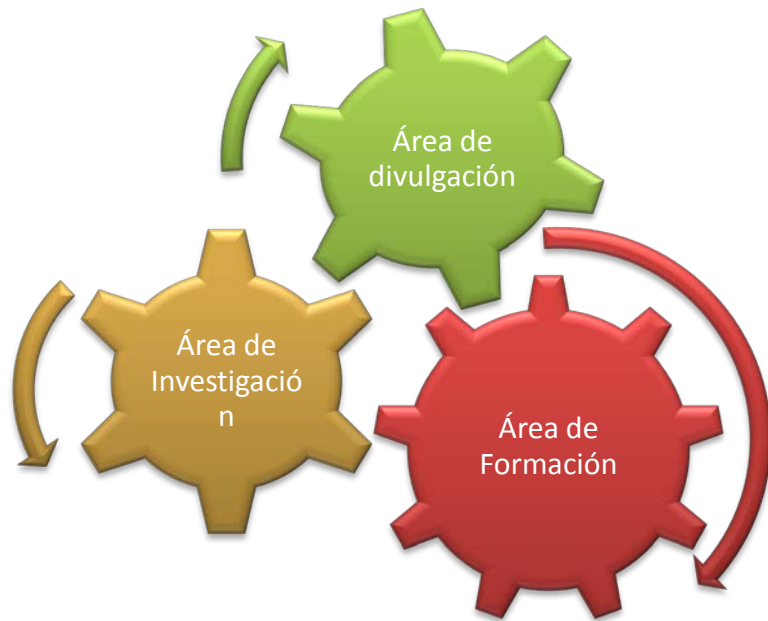 Área de
divulgación
Área de
Investigació
n
Área de
Formación